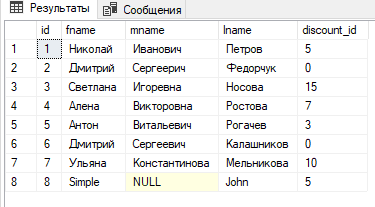 Результаты Сообщения
id fname mname lname discount_id
1 1 Николай Иванович Петров 5
2 2 Дмитрий Сергеерич Федорчук 0
3 3 Светлана Игоревна Носова 15
4 4 Алена Викторовна Ростова 7
5 5 Антон Витальевич Рогачев 3
6 6 Дмитрий Сергеевич Калашников 0
7 7 Ульяна Константинова Мельникова 10
8 8 Simple NULL John 5